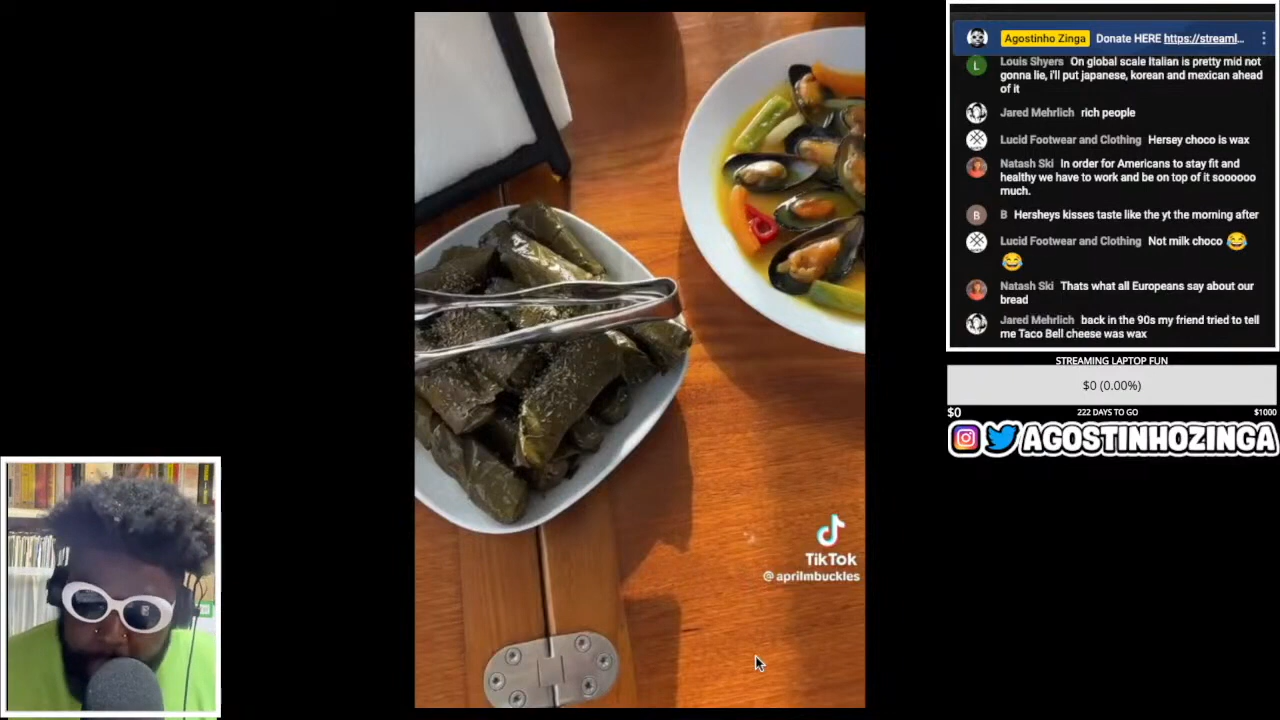 Agostinho Zinga Donate HERE https://streaml...
Louis Shyers On global scale Italian is pretty mid not
gonna lie, i'll put japanese, korean and mexican ahead
of it
Jared Mehrlich rich people
Lucid Footwear and Clothing Hersey choco is wax
Natash Ski In order for Americans to stay fit and
healthy we have to work and be on top of it sooooo
much.
B Hersheys kisses taste like the yt the morning after
Lucid Footwear and Clothing Not milk choco 😂
😂
Natash Ski Thats what all Europeans say about our
bread
Jared Mehrlich back in the 90s my friend tried to tell
me Taco Bell cheese was wax
STREAMING LAPTOP FUN
$0 (0.00%)
$0 222 DAYS TO GO $1000
AGOSTINHOZINGA
TikTok
@aprilmbuckles